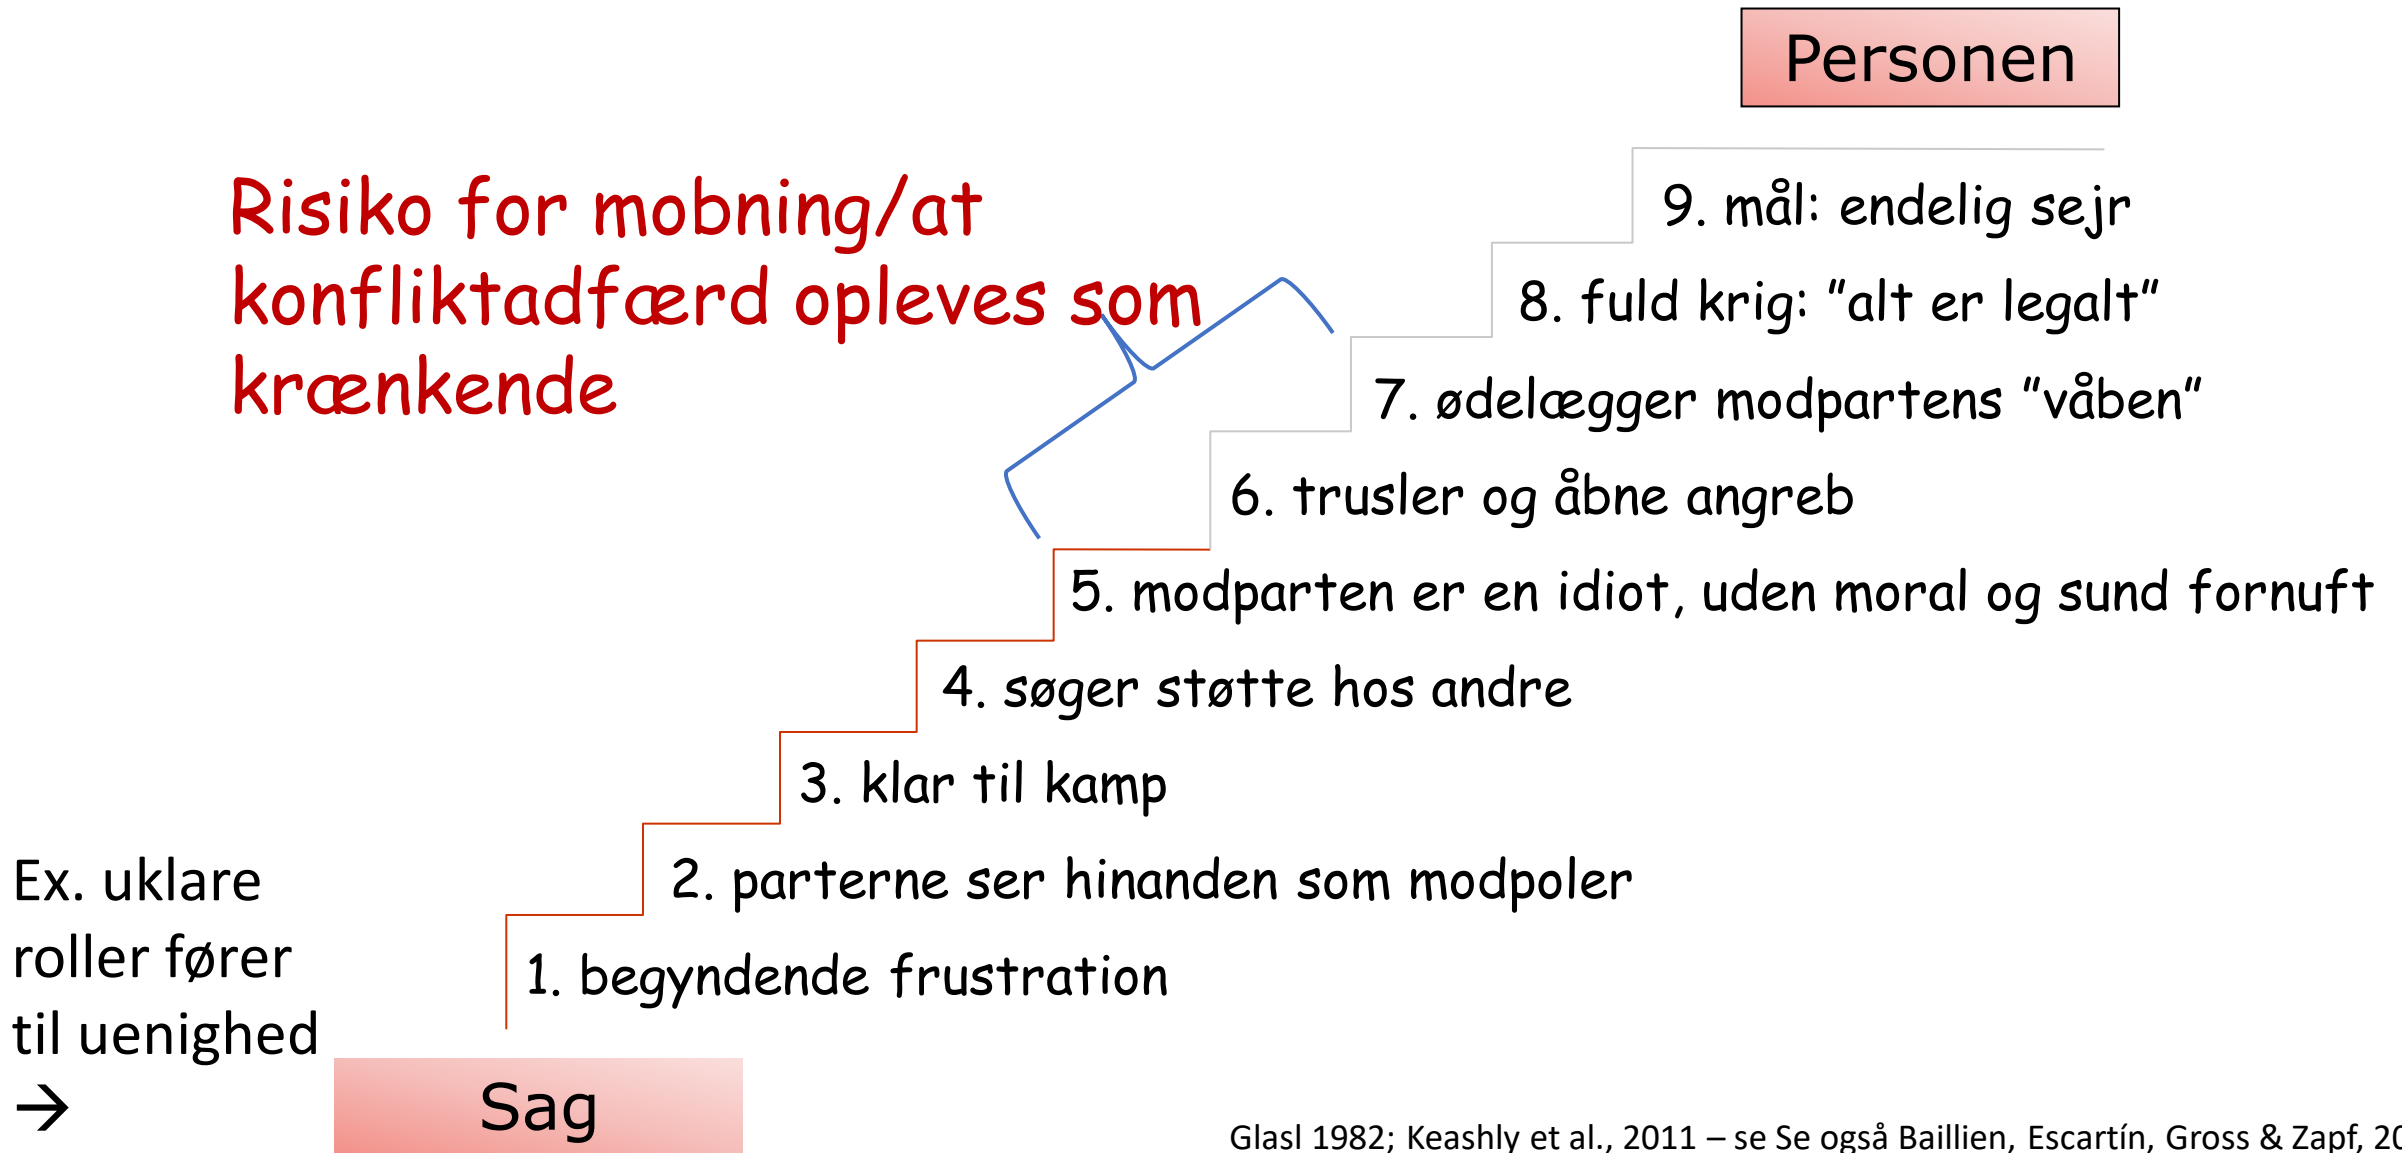 Personen
Risiko for mobning/at
konfliktadfærd opleves som
krænkende
9. mål: endelig sejr
8. fuld krig: ”alt er legalt”
7. ødelægger modpartens ”våben”
6. trusler og åbne angreb
5. modparten er en idiot, uden moral og sund fornuft
4. søger støtte hos andre
3. klar til kamp
2. parterne ser hinanden som modpoler
1. begyndende frustration
Ex. uklare
roller fører
til uenighed
→
Sag
Glasl 1982; Keashly et al., 2011 – se Se også Baillien, Escartín, Gross & Zapf,